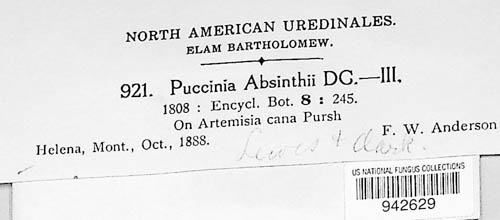 NORTH AMERICAN UREDINALES.
ELAM BARTHOLOMEW.
921. Puccinia Absinthii DC.—III.
1808 : Encycl. Bot. 8 : 245.
On Artemisia cana Pursh
Helena, Mont., Oct., 1888. F. W. Anderson
Lewis & Clark.
US NATIONAL FUNGUS COLLECTIONS
942629